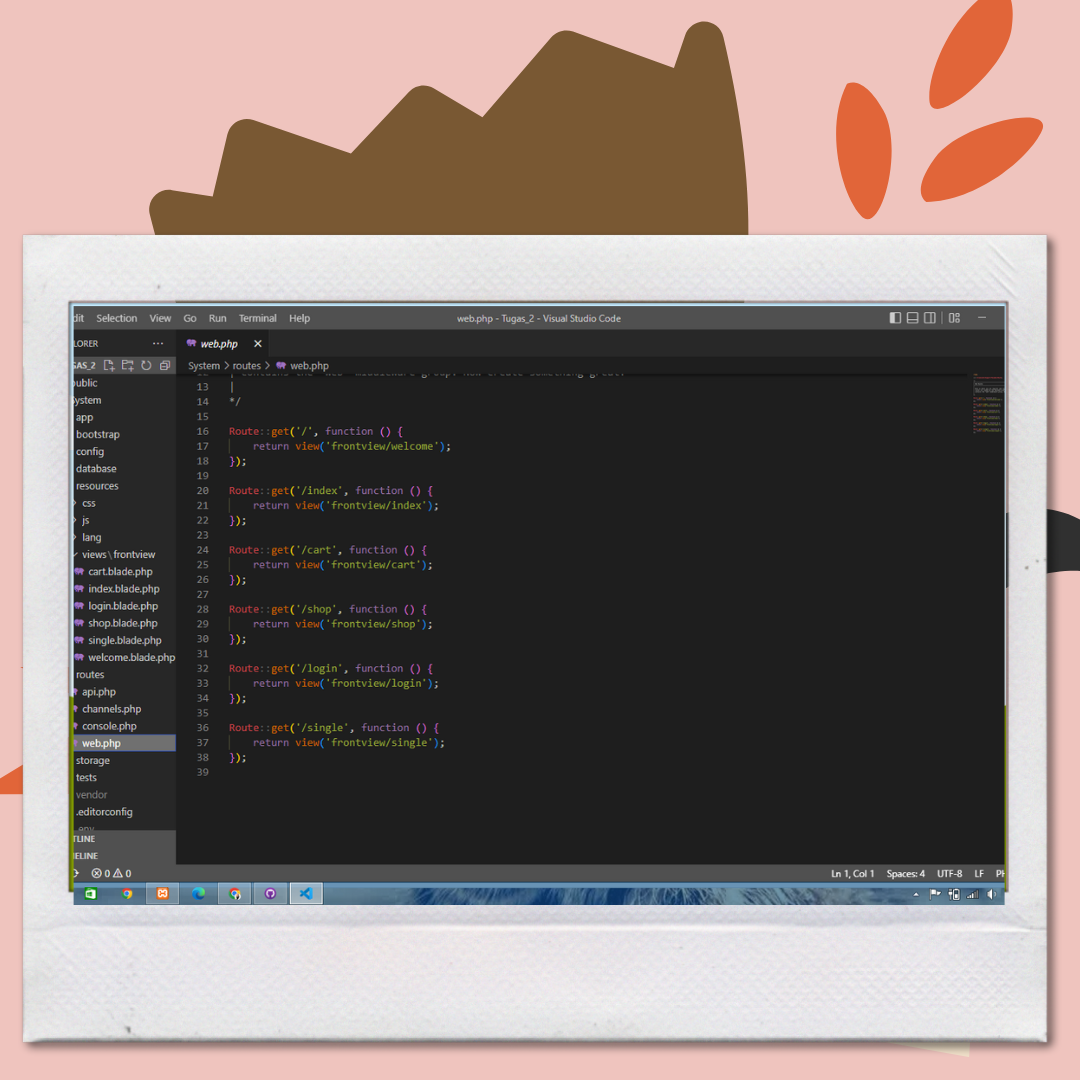 dit Selection View Go Run Terminal Help web.php - Tugas_2 - Visual Studio Code
LORER ···
web.php
GAS_2
System > routes > web.php
public
System
app
bootstrap
config
database
resources
css
js
lang
views\frontview
cart.blade.php
index.blade.php
login.blade.php
shop.blade.php
single.blade.php
welcome.blade.php
routes
api.php
channels.php
console.php
web.php
storage
tests
vendor
.editorconfig
.env
TLINE
MELINE
13 |
14 */
15
16 Route::get('/', function () {
17 return view('frontview/welcome');
18 });
19
20 Route::get('/index', function () {
21 return view('frontview/index');
22 });
23
24 Route::get('/cart', function () {
25 return view('frontview/cart');
26 });
27
28 Route::get('/shop', function () {
29 return view('frontview/shop');
30 });
31
32 Route::get('/login', function () {
33 return view('frontview/login');
34 });
35
36 Route::get('/single', function () {
37 return view('frontview/single');
38 });
39
0 0
Ln 1, Col 1 Spaces: 4 UTF-8 LF PH